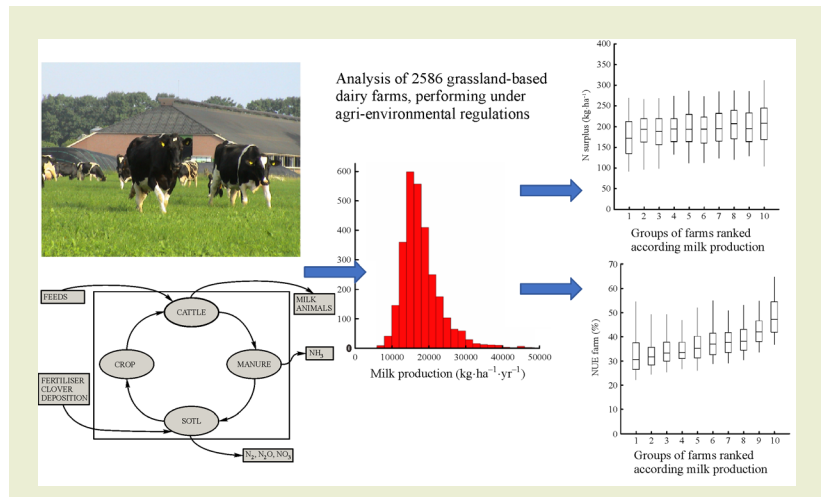 Analysis of 2586 grassland-based
dairy farms, performing under
agri-environmental regulations
FEEDS
CATTLE
MILK
ANIMALS
CROP
MANURE
NH₃
FERTILISER
CLOVER
DEPOSITION
SOTL
N₂, N₂O, NO₃
600
500
400
300
200
100
0
0 10000 20000 30000 40000 50000
Milk production (kg·ha⁻¹·yr⁻¹)
N surplus (kg·ha⁻¹)
400
350
300
250
200
150
100
50
0
1 2 3 4 5 6 7 8 9 10
Groups of farms ranked
according milk production
NUE farm (%)
70
60
50
40
30
20
10
0
1 2 3 4 5 6 7 8 9 10
Groups of farms ranked
according milk production